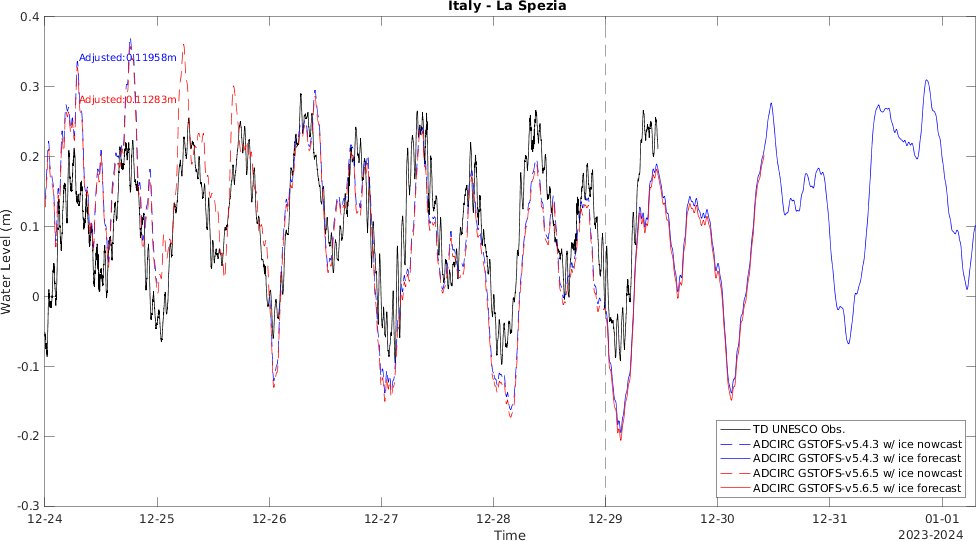 Italy - La Spezia
0.4
0.3
0.2
0.1
0
-0.1
-0.2
-0.3
Water Level (m)
Adjusted:0.11958m
Adjusted:0.11283m
TD UNESCO Obs.
ADCIRC GSTOFS-v5.4.3 w/ ice nowcast
ADCIRC GSTOFS-v5.4.3 w/ ice forecast
ADCIRC GSTOFS-v5.6.5 w/ ice nowcast
ADCIRC GSTOFS-v5.6.5 w/ ice forecast
12-24 12-25 12-26 12-27 12-28 12-29 12-30 12-31 01-01
Time
2023-2024